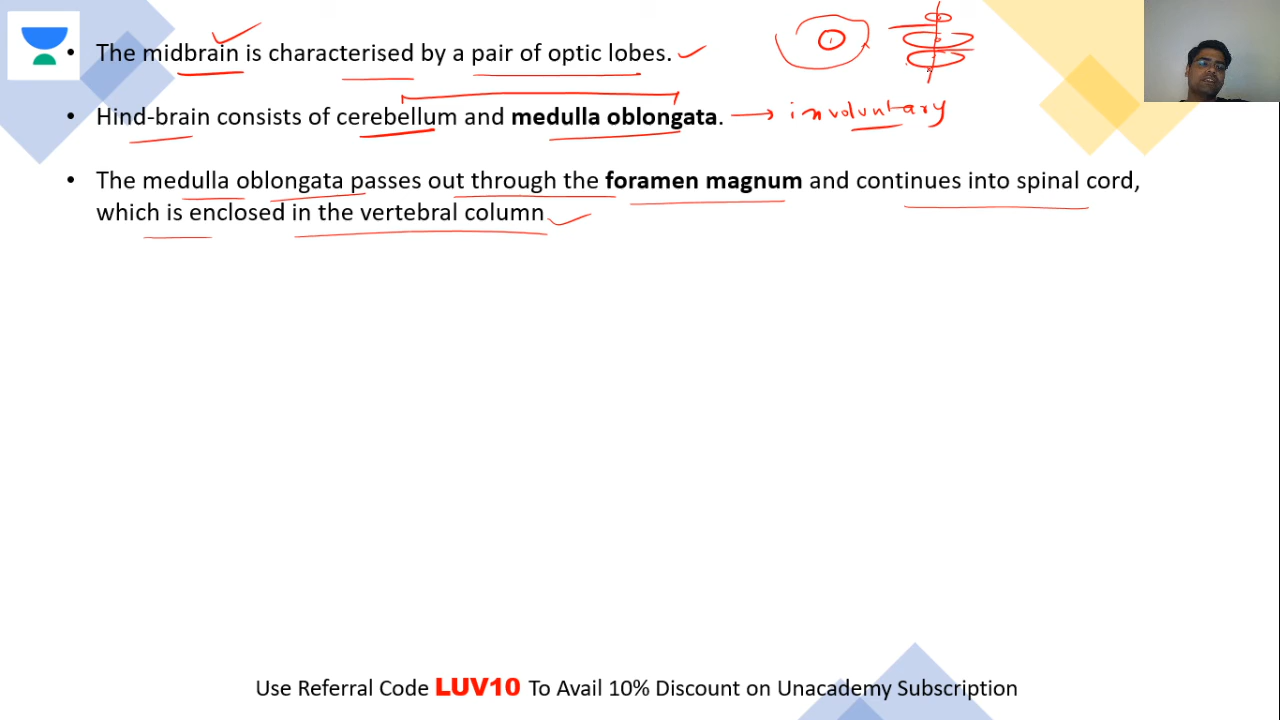 The midbrain is characterised by a pair of optic lobes.
Hind-brain consists of cerebellum and medulla oblongata. → involuntary
The medulla oblongata passes out through the foramen magnum and continues into spinal cord,
which is enclosed in the vertebral column
Use Referral Code LUV10 To Avail 10% Discount on Unacademy Subscription